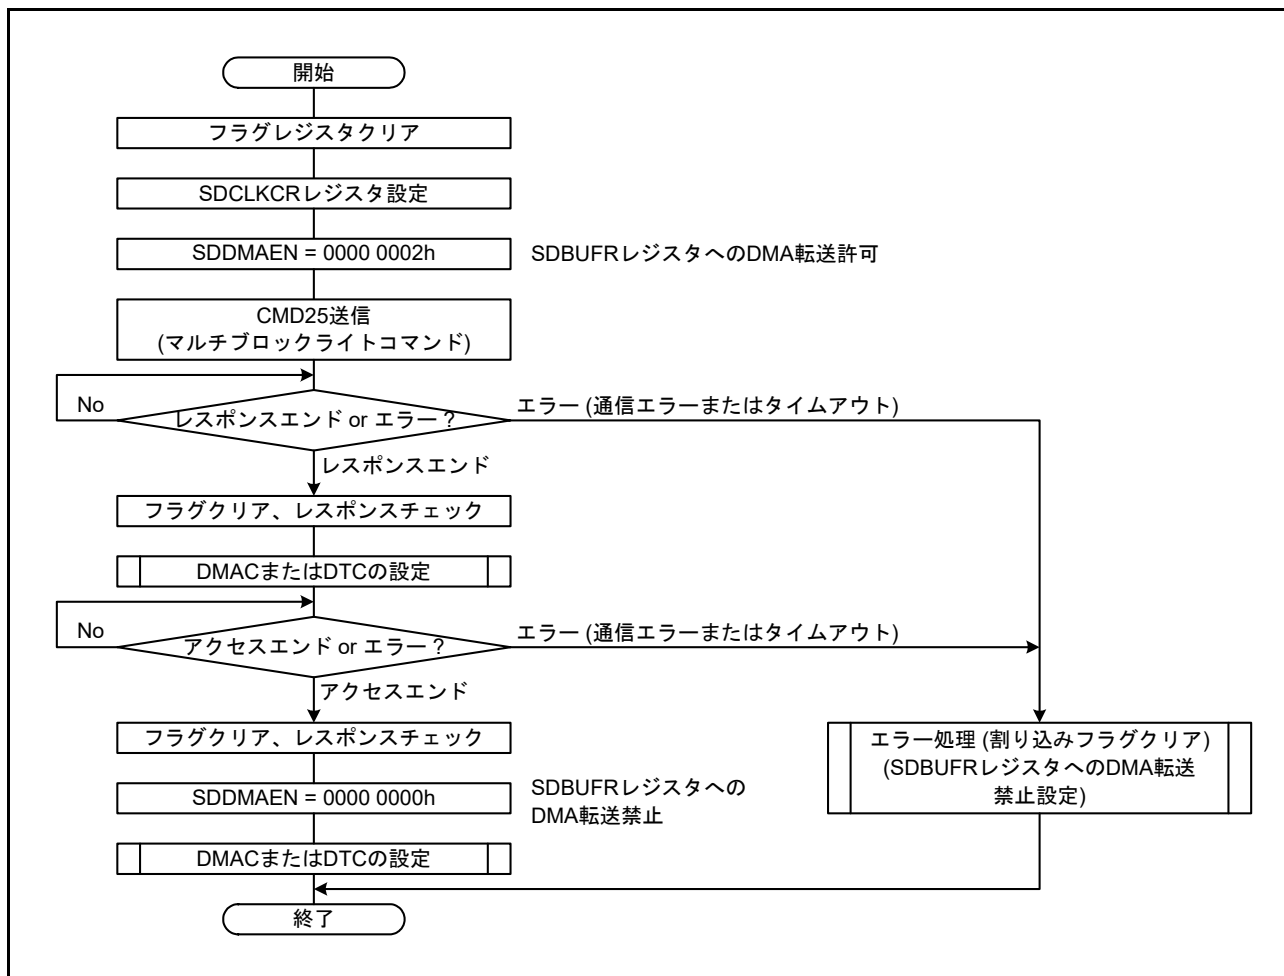 開始
フラグレジスタクリア
SDCLKCRレジスタ設定
SDDMAEN = 0000 0002h
SDBUFRレジスタへのDMA転送許可
CMD25送信
(マルチブロックライトコマンド)
No
レスポンスエンド or エラー ?
エラー (通信エラーまたはタイムアウト)
レスポンスエンド
フラグクリア、レスポンスチェック
DMACまたはDTCの設定
No
アクセスエンド or エラー ?
エラー (通信エラーまたはタイムアウト)
アクセスエンド
フラグクリア、レスポンスチェック
エラー処理 (割り込みフラグクリア)
(SDBUFRレジスタへのDMA転送
禁止設定)
SDDMAEN = 0000 0000h
SDBUFRレジスタへの
DMA転送禁止
DMACまたはDTCの設定
終了